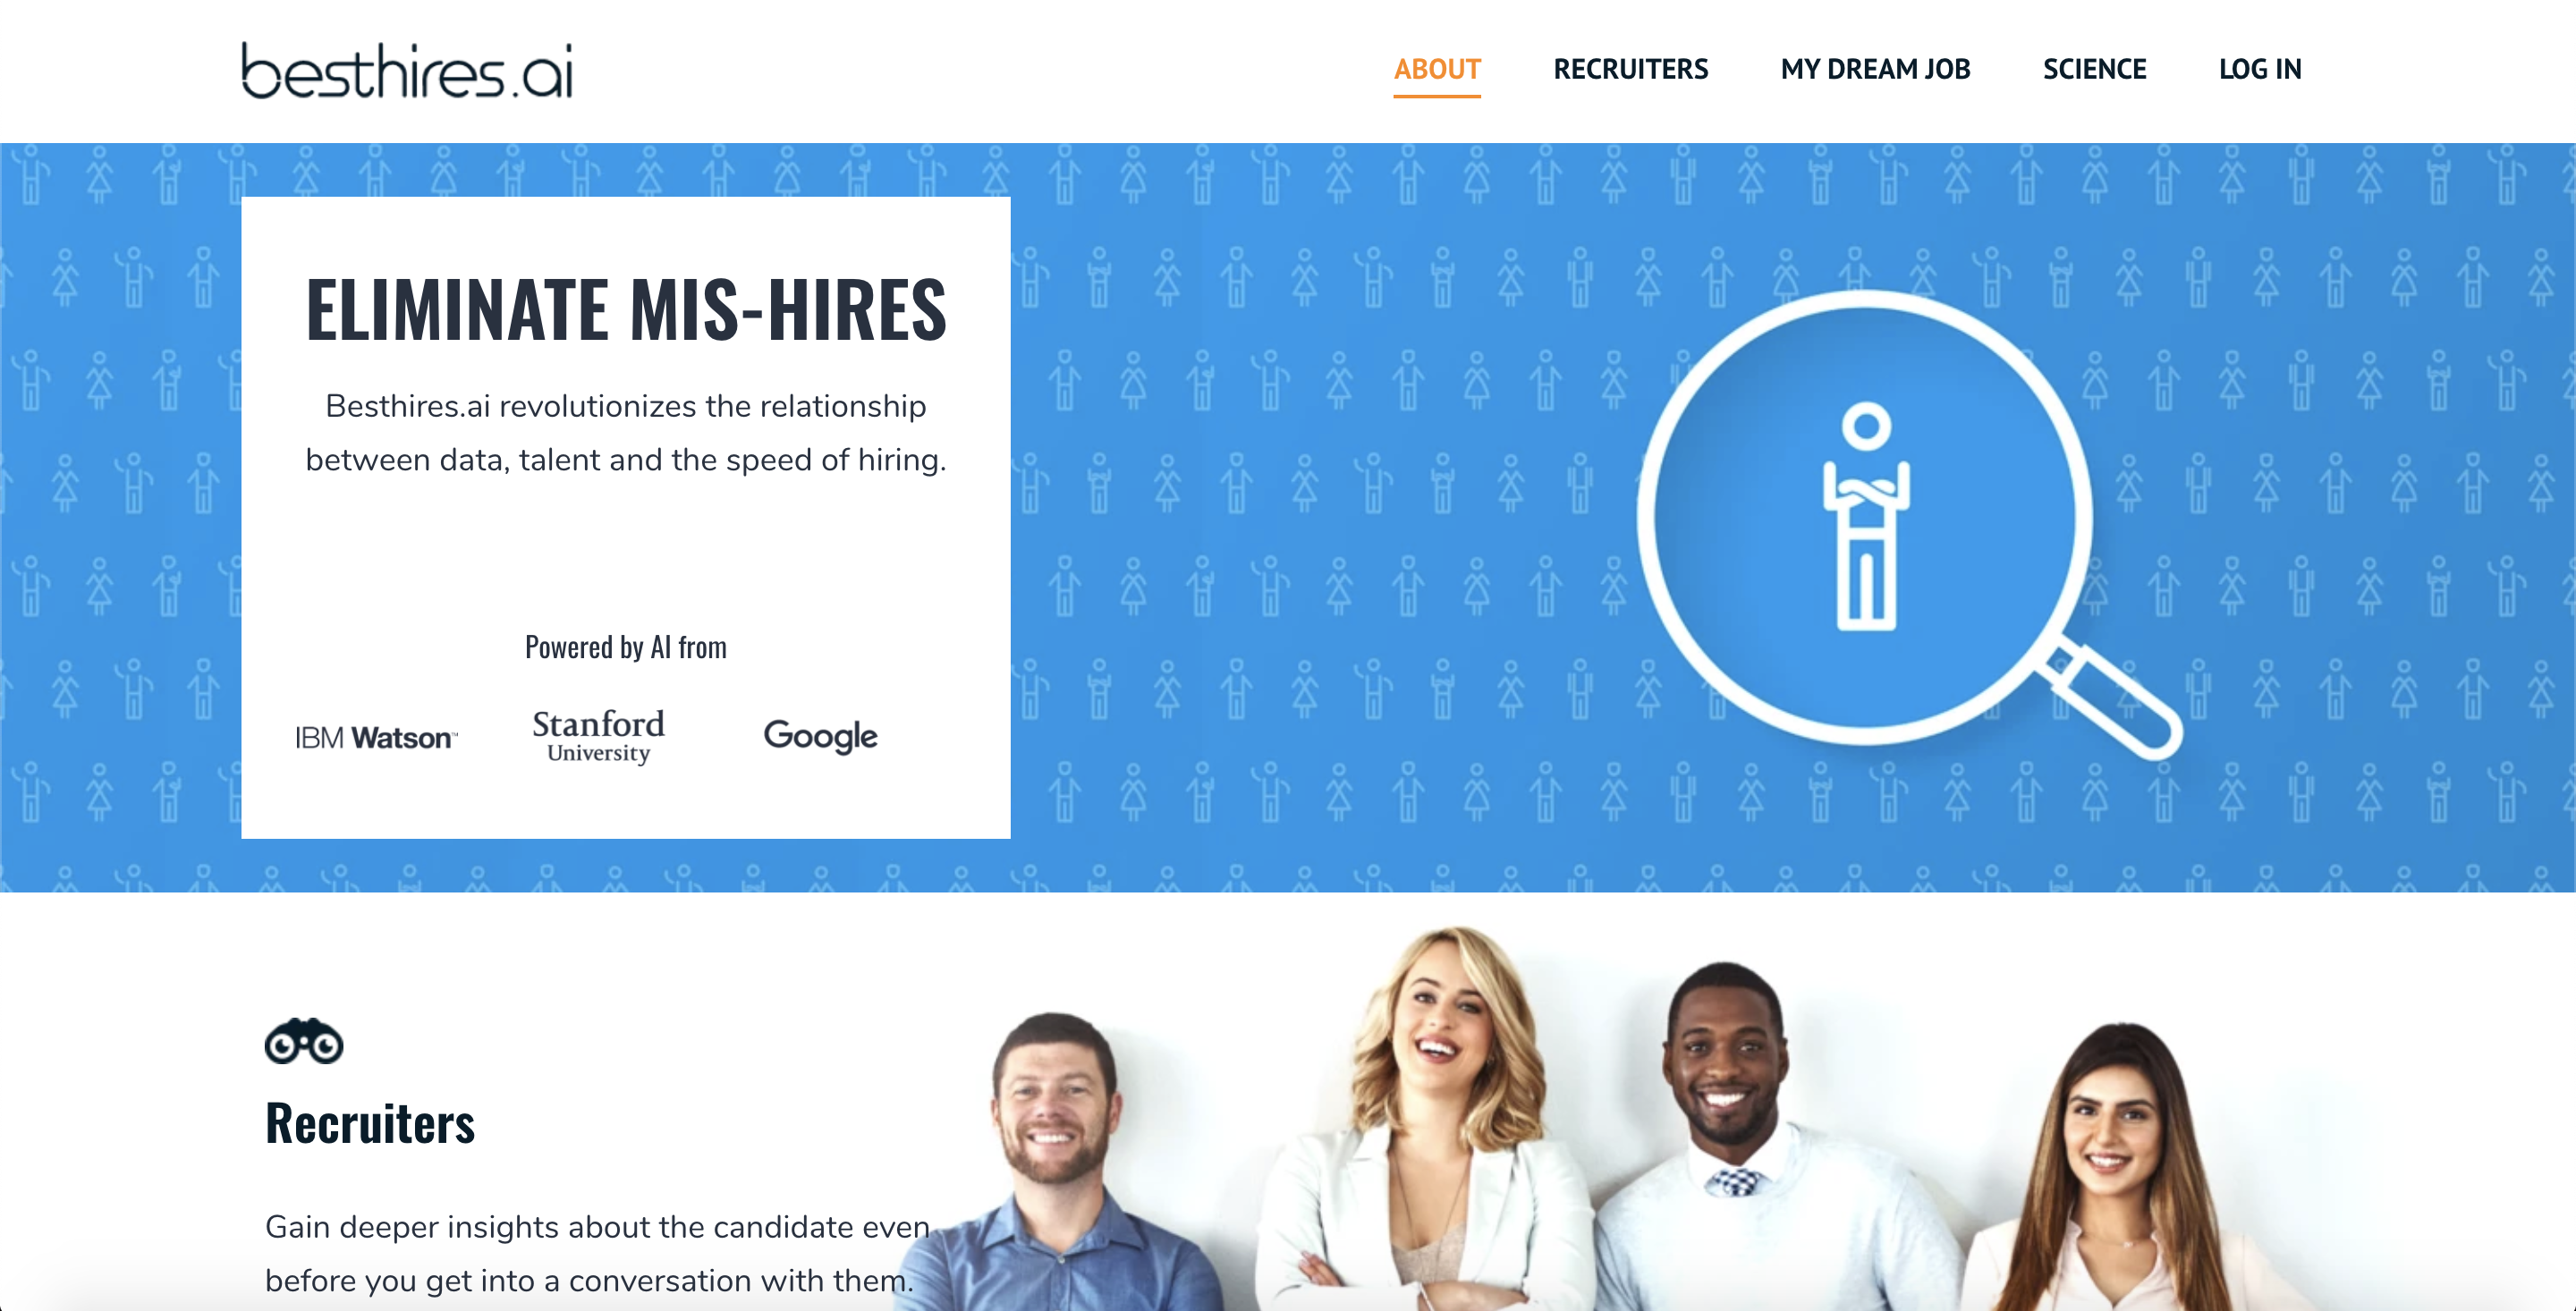 besthires.ai
ABOUT
RECRUITERS
MY DREAM JOB
SCIENCE
LOG IN
ELIMINATE MIS-HIRES
Besthires.ai revolutionizes the relationship
between data, talent and the speed of hiring.
Powered by AI from
IBM Watson™
Stanford
University
Google
Recruiters
Gain deeper insights about the candidate even
before you get into a conversation with them.